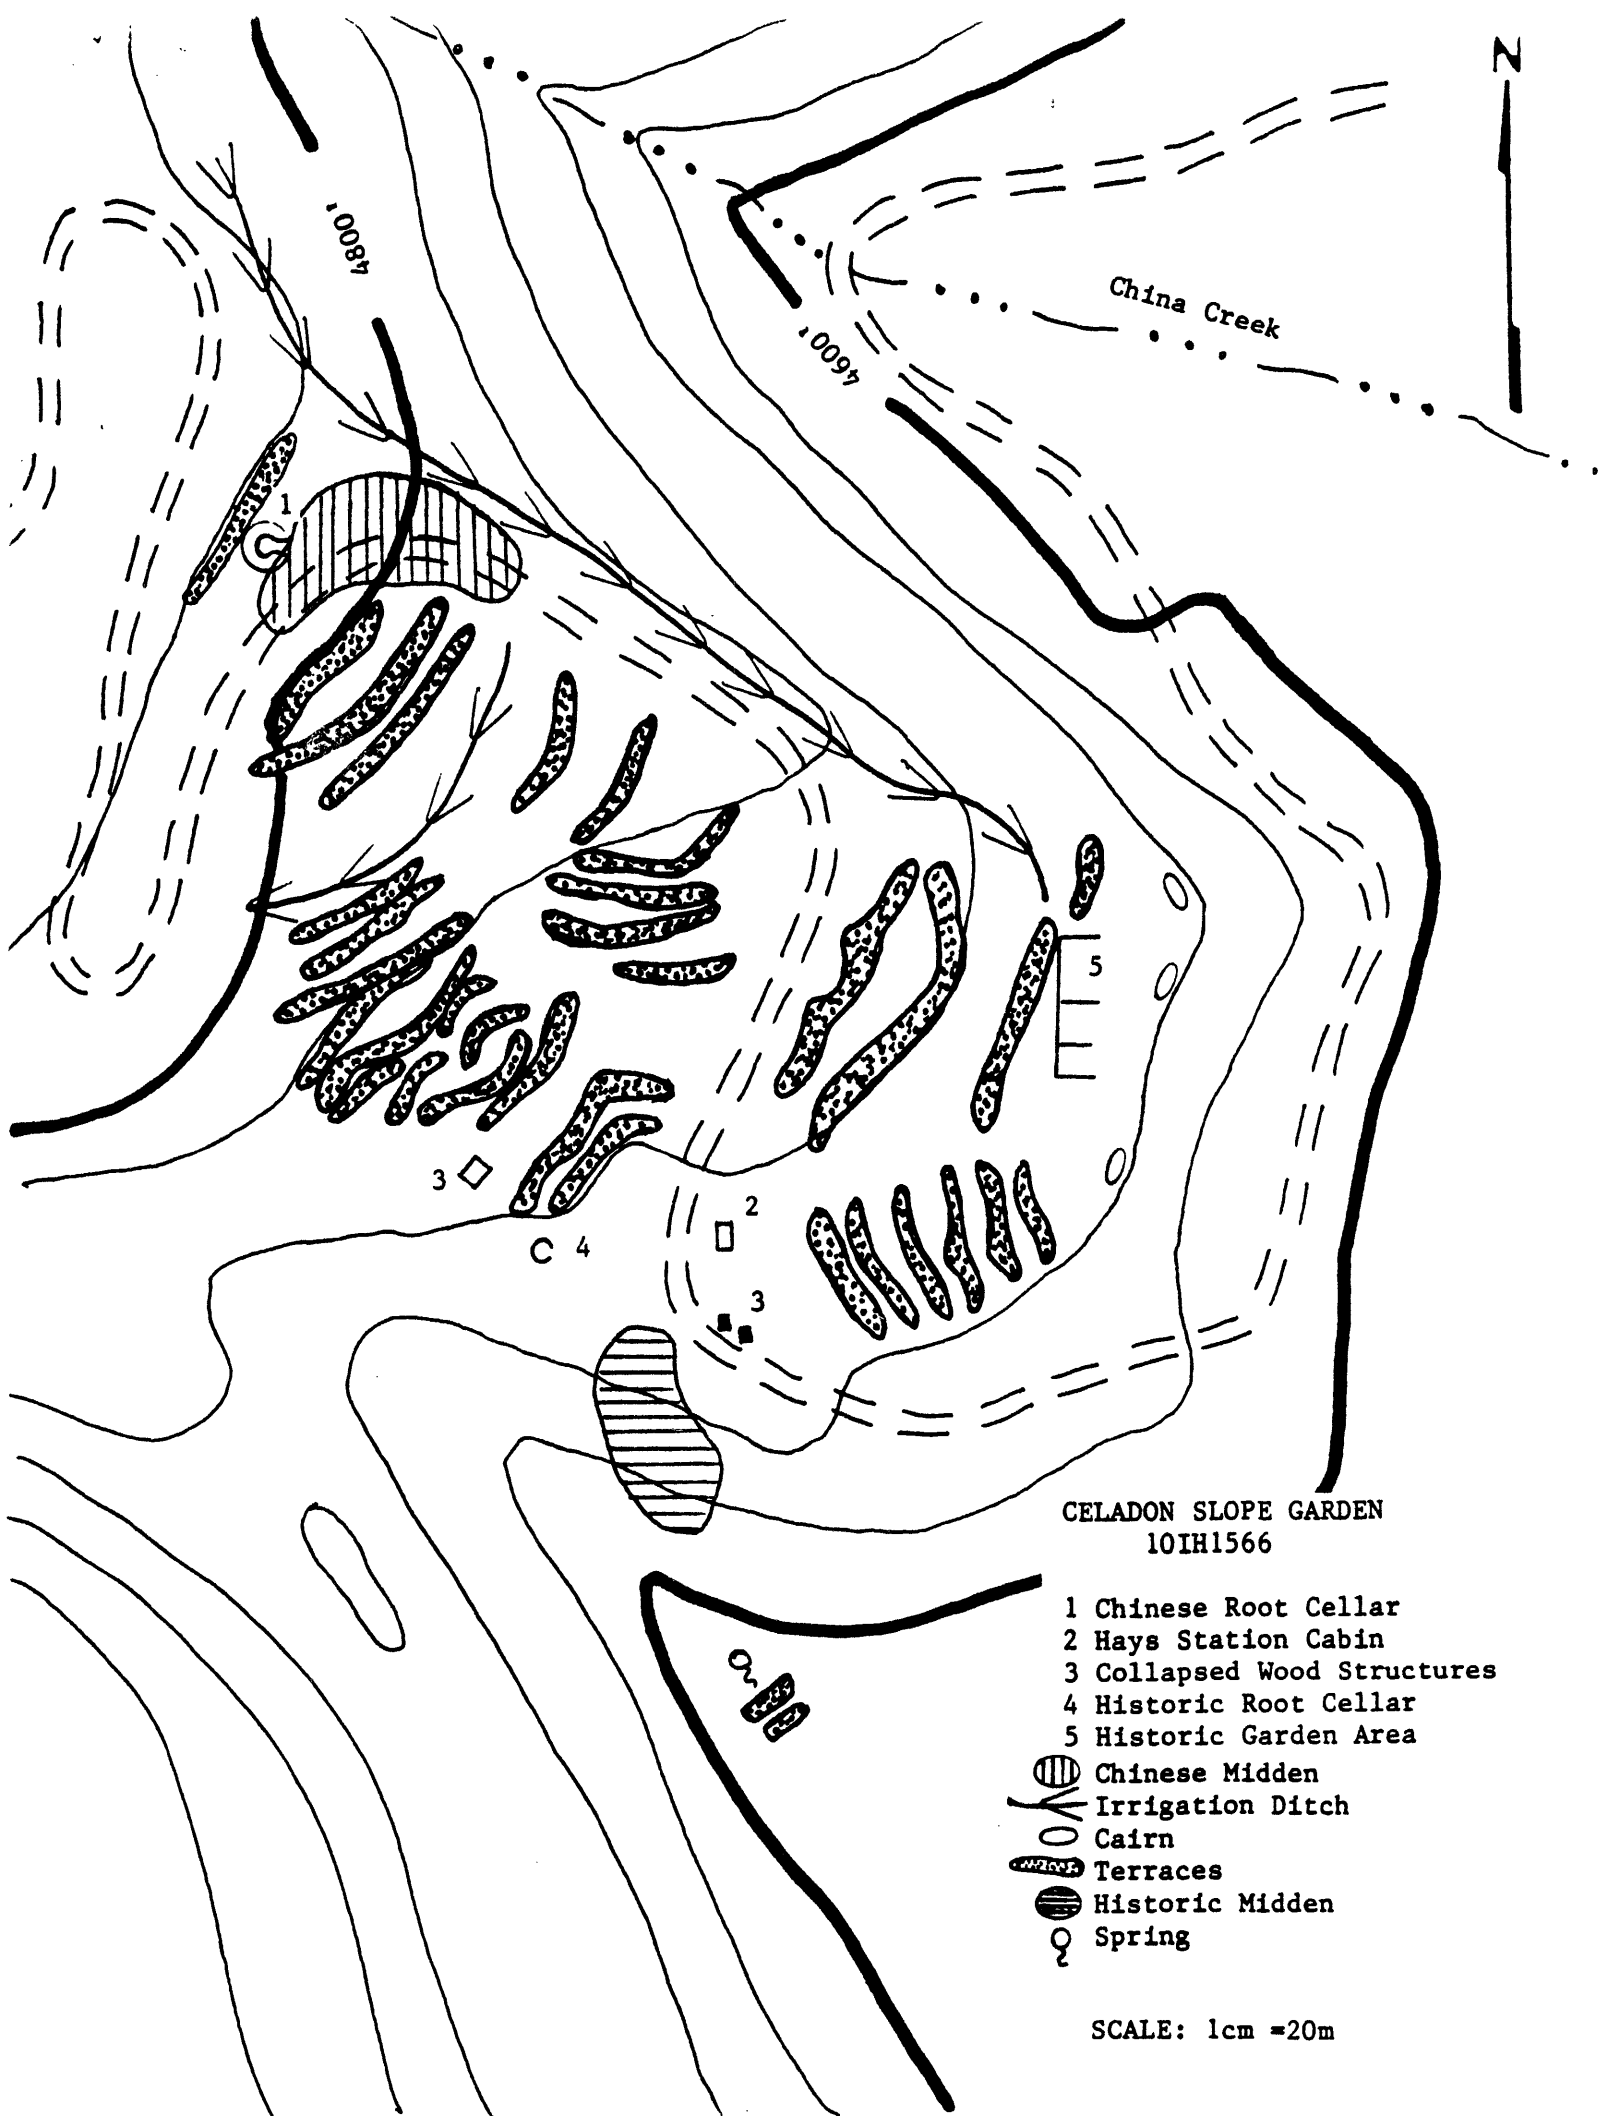 N
4800'
China Creek
4600'
1
5
3
2
4
3
CELADON SLOPE GARDEN
10IH1566
1 Chinese Root Cellar
2 Hays Station Cabin
3 Collapsed Wood Structures
4 Historic Root Cellar
5 Historic Garden Area
Chinese Midden
Irrigation Ditch
Cairn
Terraces
Historic Midden
Spring
SCALE: 1cm =20m